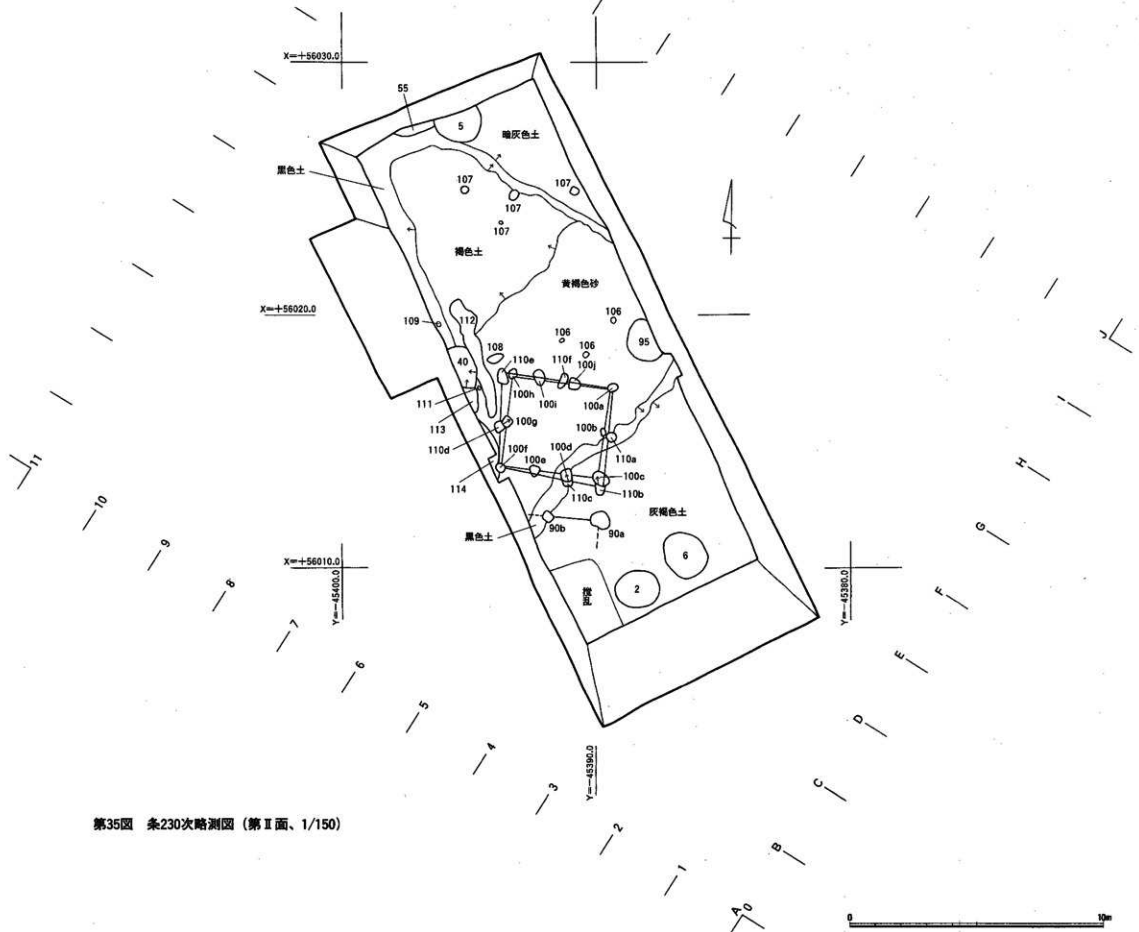 X=+56030.0
55
5
暗灰色土
黒色土
107
107
107
107
褐色土
黄褐色砂
X=+56020.0
109
112
106
106
106
95
108
40
110e
110f
100j
100h
100i
100a
111
113
100g
110d
100b
110a
100d
100f
100e
100c
114
110c
110b
灰褐色土
黒色土
90b
90a
6
2
X=+56010.0
Y=-45400.0
撹乱
Y=-45380.0
Y=-45390.0
11
10
9
8
7
6
5
4
3
2
1
0
A
B
C
D
E
F
G
H
I
J
第35図 条230次略測図（第Ⅱ面、1/150）
0 10m